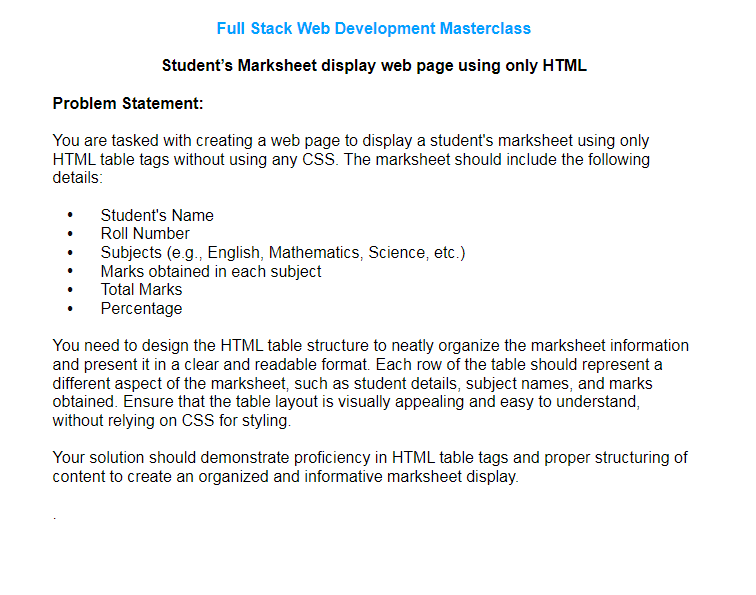 Full Stack Web Development Masterclass
Student’s Marksheet display web page using only HTML
Problem Statement:
You are tasked with creating a web page to display a student's marksheet using only
HTML table tags without using any CSS. The marksheet should include the following
details:
• Student's Name
• Roll Number
• Subjects (e.g., English, Mathematics, Science, etc.)
• Marks obtained in each subject
• Total Marks
• Percentage
You need to design the HTML table structure to neatly organize the marksheet information
and present it in a clear and readable format. Each row of the table should represent a
different aspect of the marksheet, such as student details, subject names, and marks
obtained. Ensure that the table layout is visually appealing and easy to understand,
without relying on CSS for styling.
Your solution should demonstrate proficiency in HTML table tags and proper structuring of
content to create an organized and informative marksheet display.
.